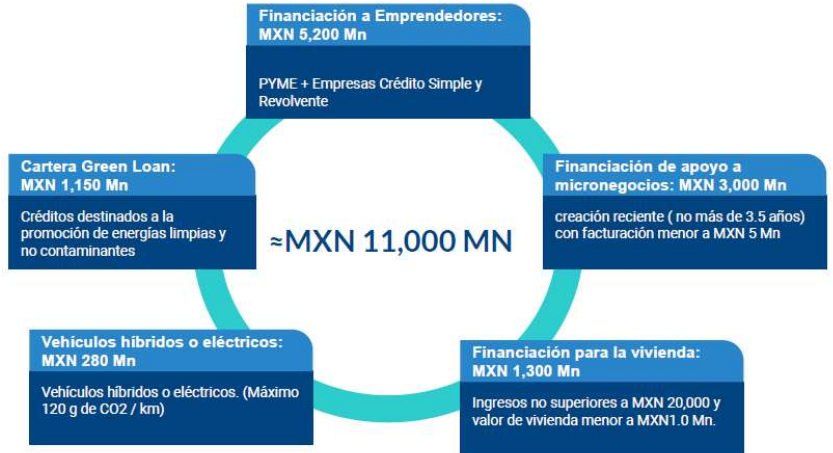 Financiación a Emprendedores:
MXN 5,200 Mn
PYME + Empresas Crédito Simple y
Revolvente
Cartera Green Loan:
MXN 1,150 Mn
Créditos destinados a la
promoción de energías limpias y
no contaminantes
Financiación de apoyo a
micronegocios: MXN 3,000 Mn
creación reciente ( no más de 3.5 años)
con facturación menor a MXN 5 Mn
≈MXN 11,000 MN
Vehículos híbridos o eléctricos:
MXN 280 Mn
Vehículos híbridos o eléctricos. (Máximo
120 g de CO2 / km)
Financiación para la vivienda:
MXN 1,300 Mn
Ingresos no superiores a MXN 20,000 y
valor de vivienda menor a MXN1.0 Mn.